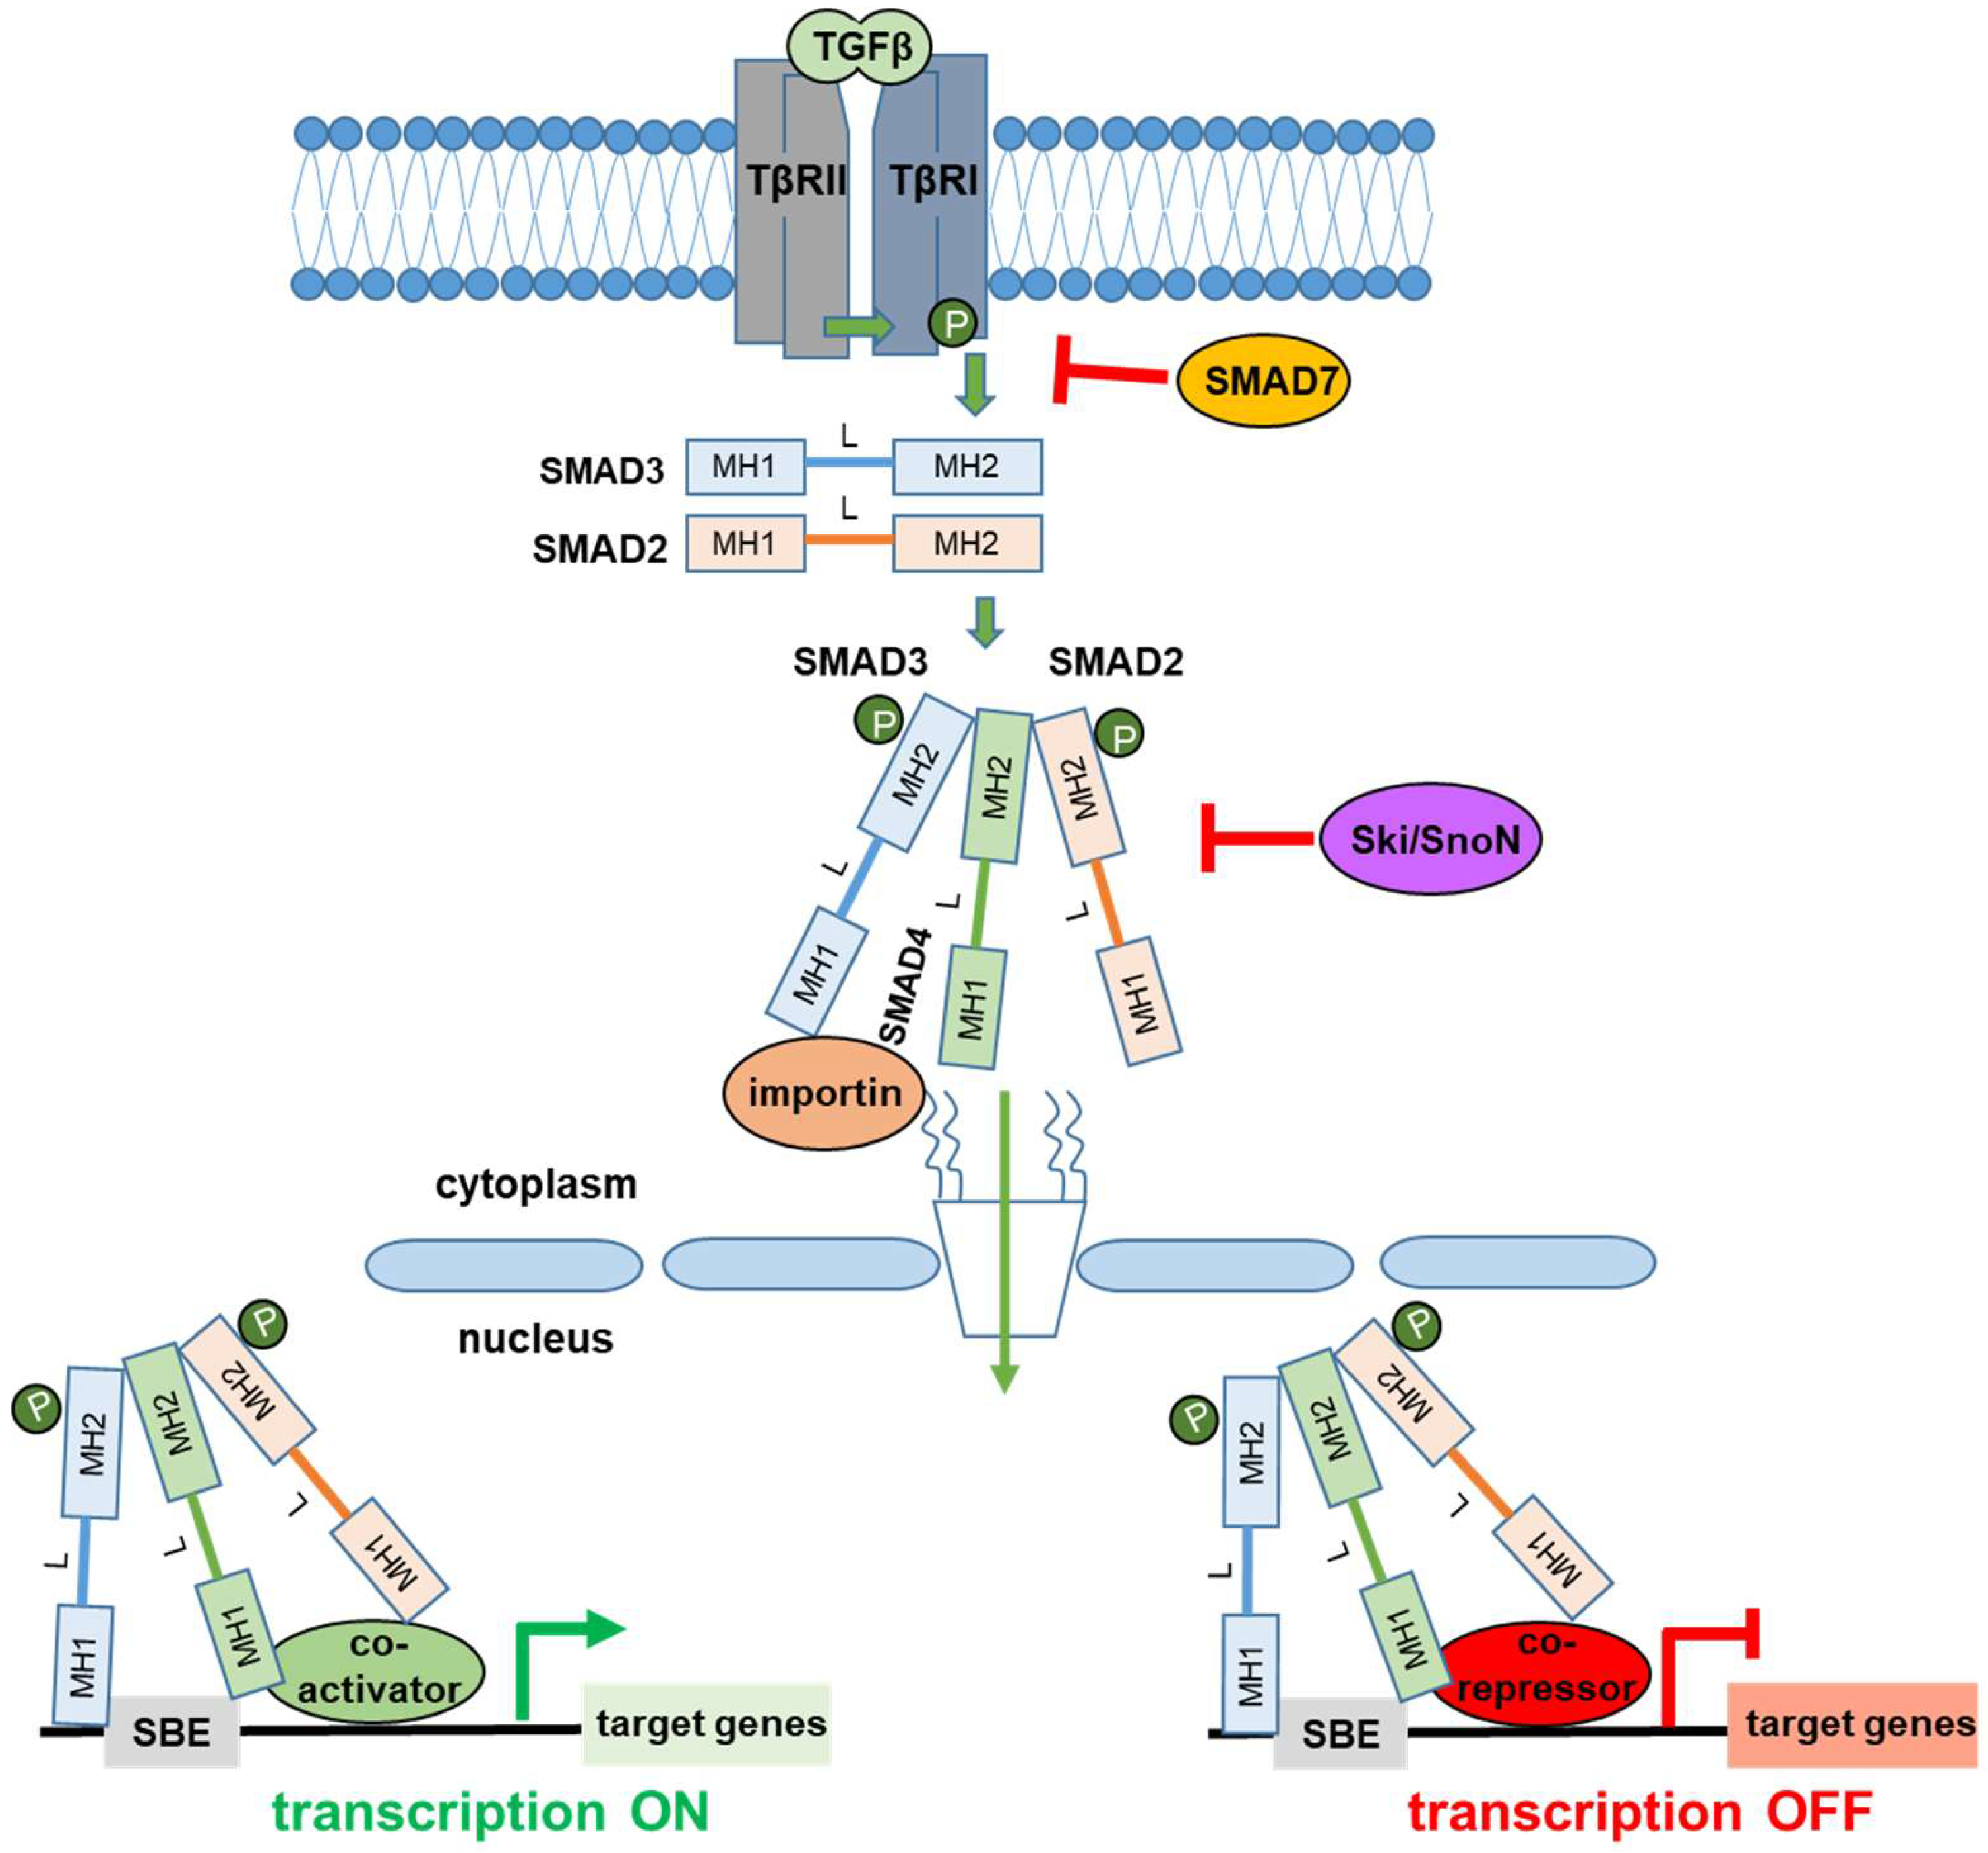 TGFβ
TβRII
TβRI
P
SMAD7
L
SMAD3
MH1
MH2
L
SMAD2
MH1
MH2
SMAD3
SMAD2
P
P
MH2
MH2
MH2
L
L
L
SMAD4
MH1
MH1
MH1
Ski/SnoN
importin
cytoplasm
nucleus
P
P
MH2
MH2
MH2
L
L
L
MH1
MH1
MH1
co-
activator
SBE
target genes
transcription ON
P
P
MH2
MH2
MH2
L
L
L
MH1
MH1
MH1
co-
repressor
SBE
target genes
transcription OFF